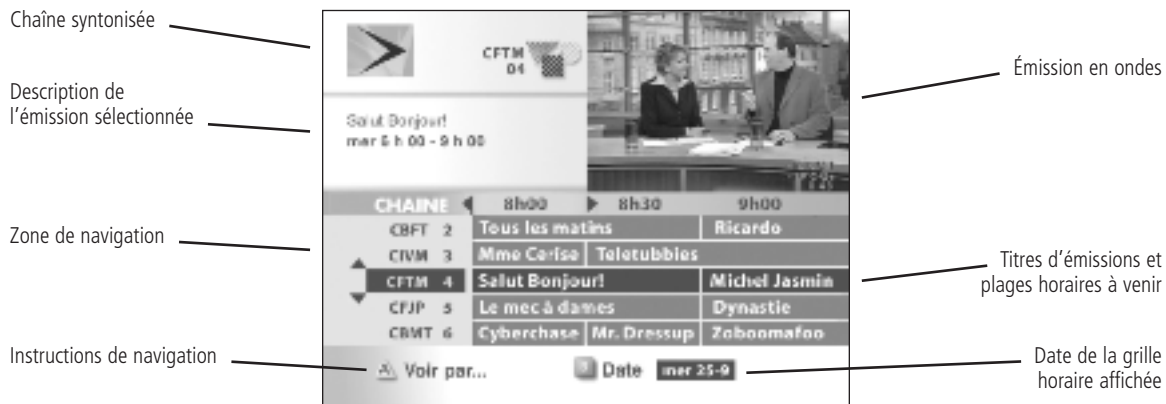 Chaîne syntonisée
Description de
l'émission sélectionnée
Zone de navigation
Instructions de navigation
CFTM
04
Salut Bonjour!
mer 6 h 00 - 9 h 00
CHAINE 8h00 8h30 9h00
CBFT 2 Tous les matins Ricardo
CIVM 3 Mme Cerise Teletubbies
CFTM 4 Salut Bonjour! Michel Jasmin
CFJP 5 Le mec à dames Dynastie
CBMT 6 Cyberchase Mr. Dressup Zoboomafoo
A Voir par... Date mer 25-9
Émission en ondes
Titres d'émissions et
plages horaires à venir
Date de la grille
horaire affichée